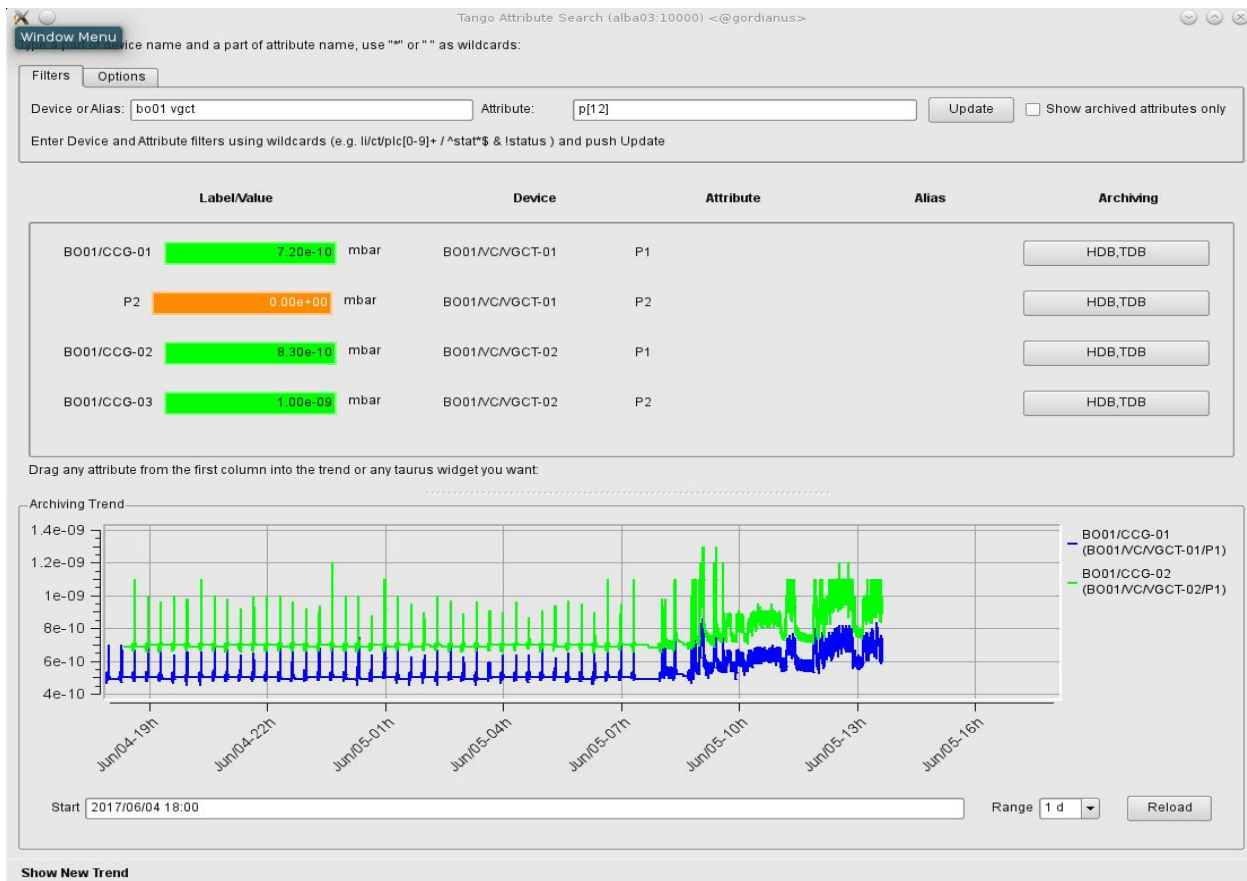 Tango Attribute Search (alba03:10000) <@gordianus>
Window Menu
vice name and a part of attribute name, use "*" or " " as wildcards:
Filters Options
Device or Alias: bo01 vgct Attribute: p[12] Update Show archived attributes only
Enter Device and Attribute filters using wildcards (e.g. li/ct/plc[0-9]+ / ^stat*$ & !status ) and push Update
Label/Value Device Attribute Alias Archiving
BO01/CCG-01 7.20e-10 mbar BO01/VC/VGCT-01 P1 HDB,TDB
P2 0.00e+00 mbar BO01/VC/VGCT-01 P2 HDB,TDB
BO01/CCG-02 8.30e-10 mbar BO01/VC/VGCT-02 P1 HDB,TDB
BO01/CCG-03 1.00e-09 mbar BO01/VC/VGCT-02 P2 HDB,TDB
Drag any attribute from the first column into the trend or any taurus widget you want:
Archiving Trend
1.4e-09
1.2e-09
1e-09
8e-10
6e-10
4e-10
BO01/CCG-01
(BO01/VC/VGCT-01/P1)
BO01/CCG-02
(BO01/VC/VGCT-02/P1)
Jun/04-19h Jun/04-22h Jun/05-01h Jun/05-04h Jun/05-07h Jun/05-10h Jun/05-13h Jun/05-16h
Start 2017/06/04 18:00 Range 1 d Reload
Show New Trend